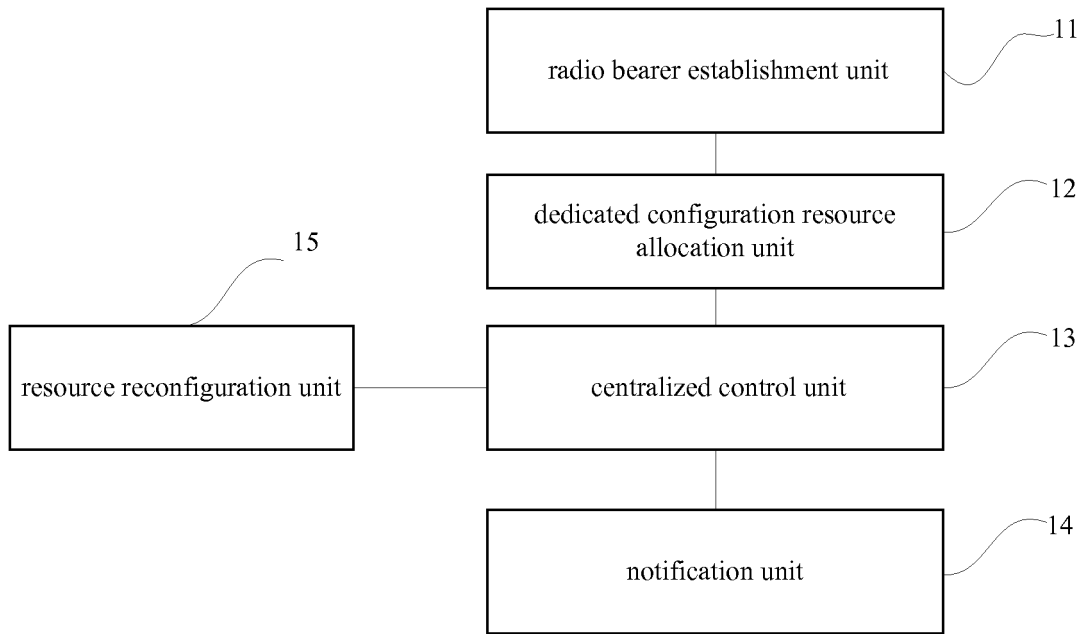 radio bearer establishment unit
11
dedicated configuration resource
allocation unit
12
15
resource reconfiguration unit
centralized control unit
13
notification unit
14